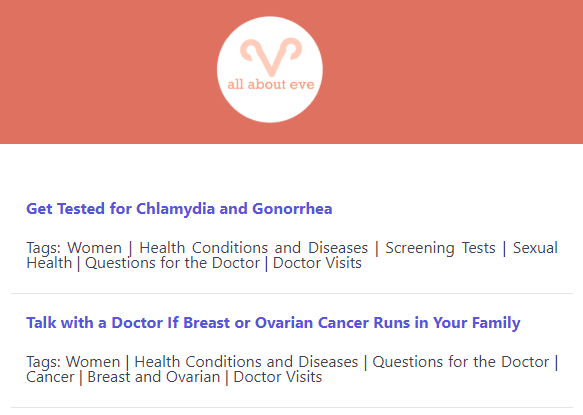 all about eve
Get Tested for Chlamydia and Gonorrhea
Tags: Women | Health Conditions and Diseases | Screening Tests | Sexual
Health | Questions for the Doctor | Doctor Visits
Talk with a Doctor If Breast or Ovarian Cancer Runs in Your Family
Tags: Women | Health Conditions and Diseases | Questions for the Doctor |
Cancer | Breast and Ovarian | Doctor Visits